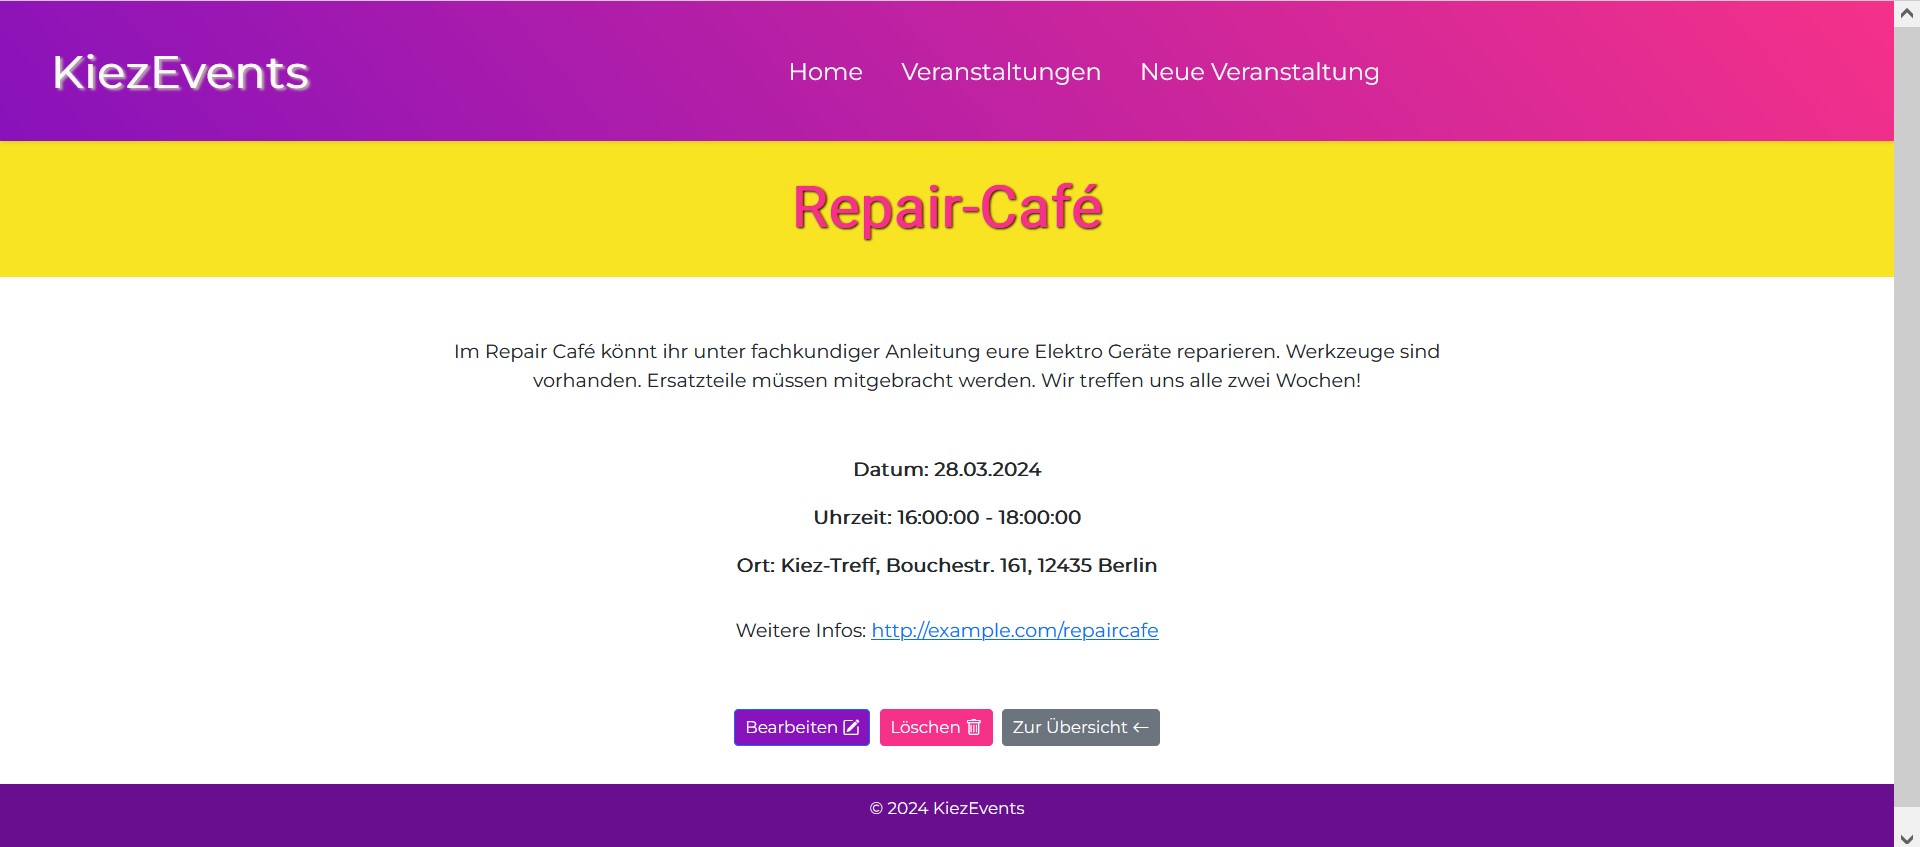 KiezEvents
Home Veranstaltungen Neue Veranstaltung
Repair-Café
Im Repair Café könnt ihr unter fachkundiger Anleitung eure Elektro Geräte reparieren. Werkzeuge sind
vorhanden. Ersatzteile müssen mitgebracht werden. Wir treffen uns alle zwei Wochen!
Datum: 28.03.2024
Uhrzeit: 16:00:00 - 18:00:00
Ort: Kiez-Treff, Bouchestr. 161, 12435 Berlin
Weitere Infos: http://example.com/repaircafe
Bearbeiten Löschen Zur Übersicht ←
© 2024 KiezEvents